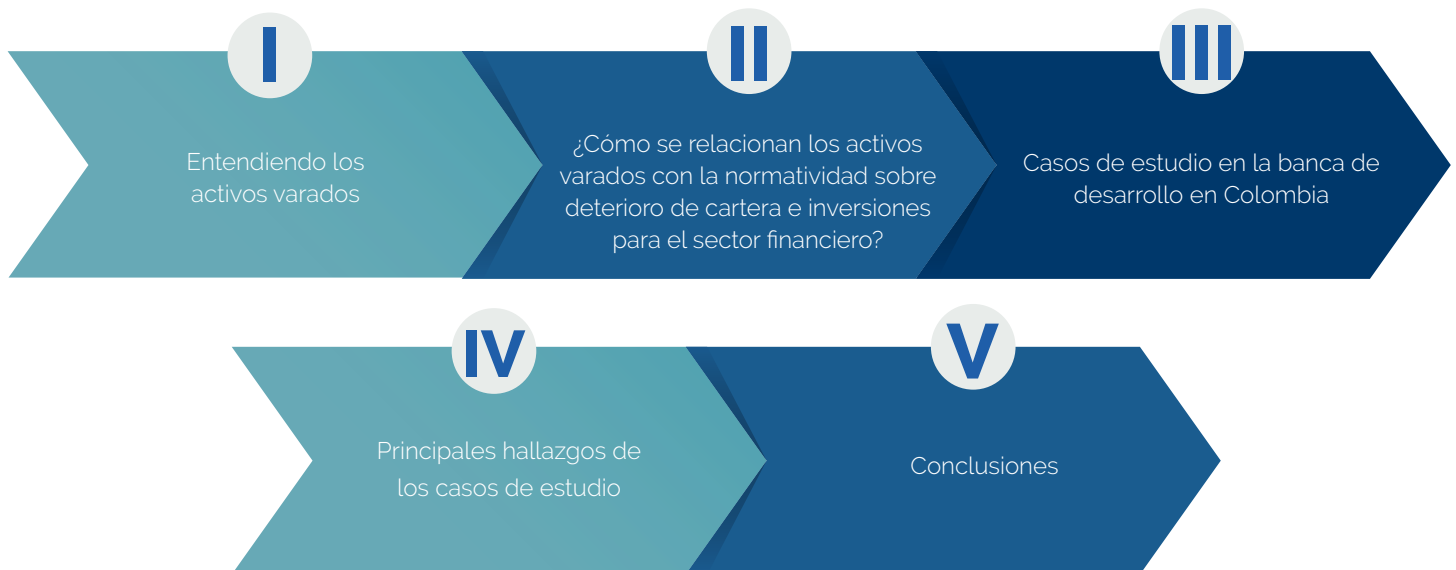 I
Entendiendo los
activos varados
II
¿Cómo se relacionan los activos
varados con la normatividad sobre
deterioro de cartera e inversiones
para el sector financiero?
III
Casos de estudio en la banca de
desarrollo en Colombia
IV
Principales hallazgos de
los casos de estudio
V
Conclusiones